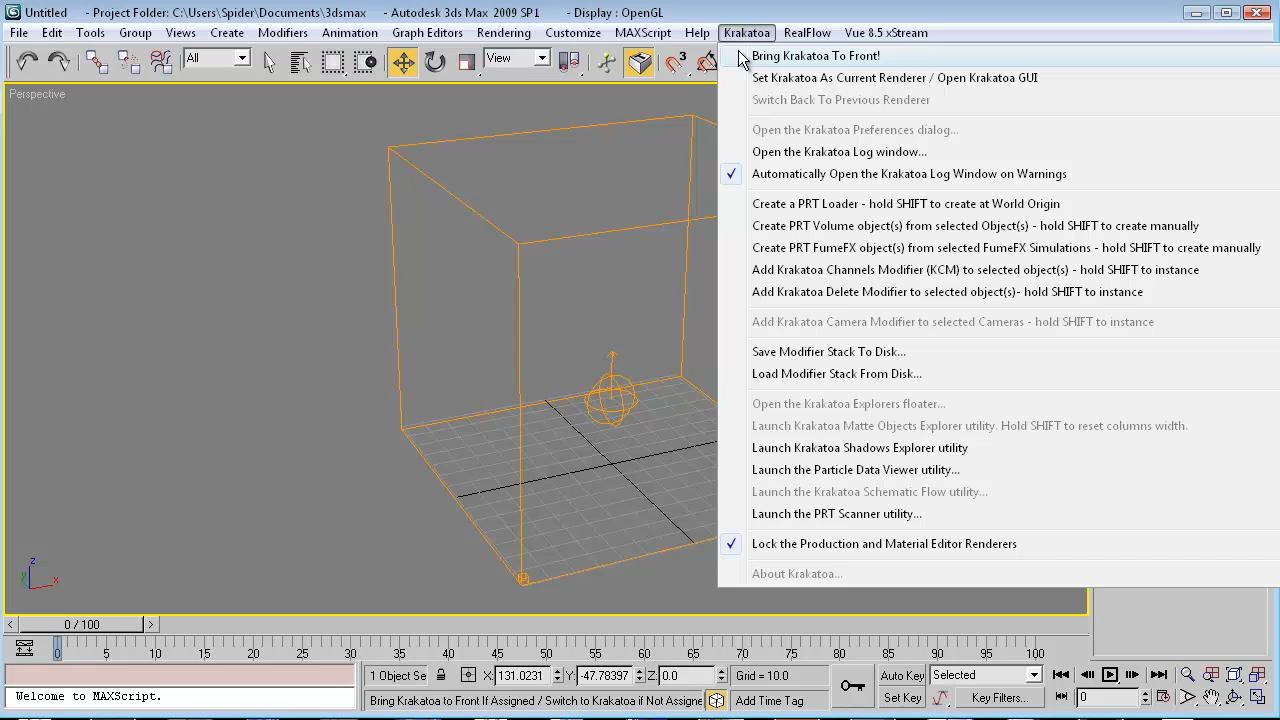 Untitled - Project Folder: C:\Users\Spider\Documents\3dsmax - Autodesk 3ds Max 2009 SP1 - Display : OpenGL
File Edit Tools Group Views Create Modifiers Animation Graph Editors Rendering Customize MAXScript Help Krakatoa RealFlow Vue 8.5 xStream
All View 3
Perspective
Bring Krakatoa To Front!
Set Krakatoa As Current Renderer / Open Krakatoa GUI
Switch Back To Previous Renderer
Open the Krakatoa Preferences dialog...
Open the Krakatoa Log window...
Automatically Open the Krakatoa Log Window on Warnings
Create a PRT Loader - hold SHIFT to create at World Origin
Create PRT Volume object(s) from selected Object(s) - hold SHIFT to create manually
Create PRT FumeFX object(s) from selected FumeFX Simulations - hold SHIFT to create manually
Add Krakatoa Channels Modifier (KCM) to selected object(s) - hold SHIFT to instance
Add Krakatoa Delete Modifier to selected object(s)- hold SHIFT to instance
Add Krakatoa Camera Modifier to selected Cameras - hold SHIFT to instance
Save Modifier Stack To Disk...
Load Modifier Stack From Disk...
Open the Krakatoa Explorers floater...
Launch Krakatoa Matte Objects Explorer utility. Hold SHIFT to reset columns width.
Launch Krakatoa Shadows Explorer utility
Launch the Particle Data Viewer utility...
Launch the Krakatoa Schematic Flow utility...
Launch the PRT Scanner utility...
Lock the Production and Material Editor Renderers
About Krakatoa...
z
y x
0 / 100
0 5 10 15 20 25 30 35 40 45 50 55 60 65 70 75 80 85 90 95 100
1 Object Se X: 131.0231 Y: -47.78397 Z: 0.0 Grid = 10.0 Auto Key Selected
Welcome to MAXScript. Bring Krakatoa to Front If Assigned / Switch to Krakatoa if Not Assigne Add Time Tag Set Key Key Filters... 0